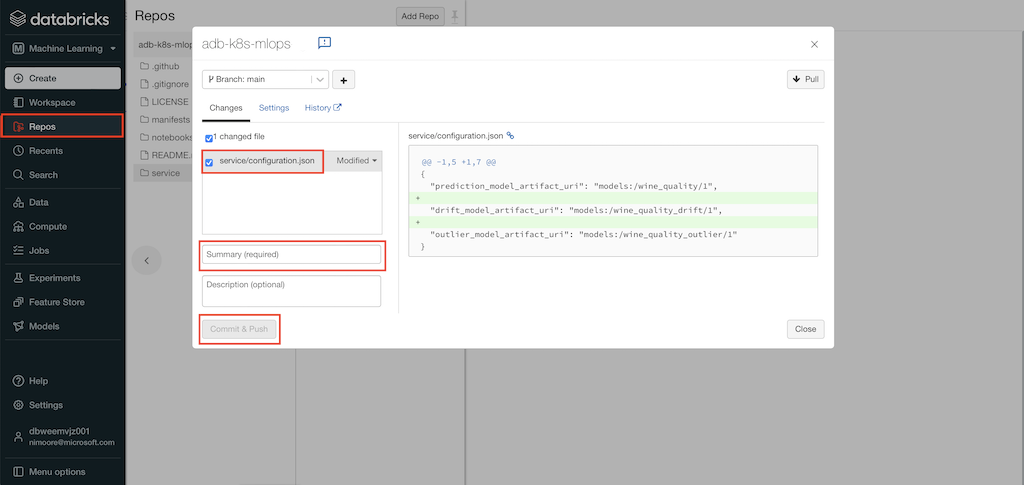 databricks
Machine Learning
Create
Workspace
Repos
Recents
Search
Data
Compute
Jobs
Experiments
Feature Store
Models
Help
Settings
dbweemvjz001
nimoore@microsoft.com
Menu options
Repos
Add Repo
adb-k8s-mlop
.github
.gitignore
LICENSE
manifests
notebooks
README.m
service
adb-k8s-mlops
Branch: main
+
Pull
Changes
Settings
History
1 changed file
service/configuration.json
Modified
Summary (required)
Description (optional)
Commit & Push
service/configuration.json
@@ -1,5 +1,7 @@
{
"prediction_model_artifact_uri": "models:/wine_quality/1",
+
"drift_model_artifact_uri": "models:/wine_quality_drift/1",
+
"outlier_model_artifact_uri": "models:/wine_quality_outlier/1"
}
Close